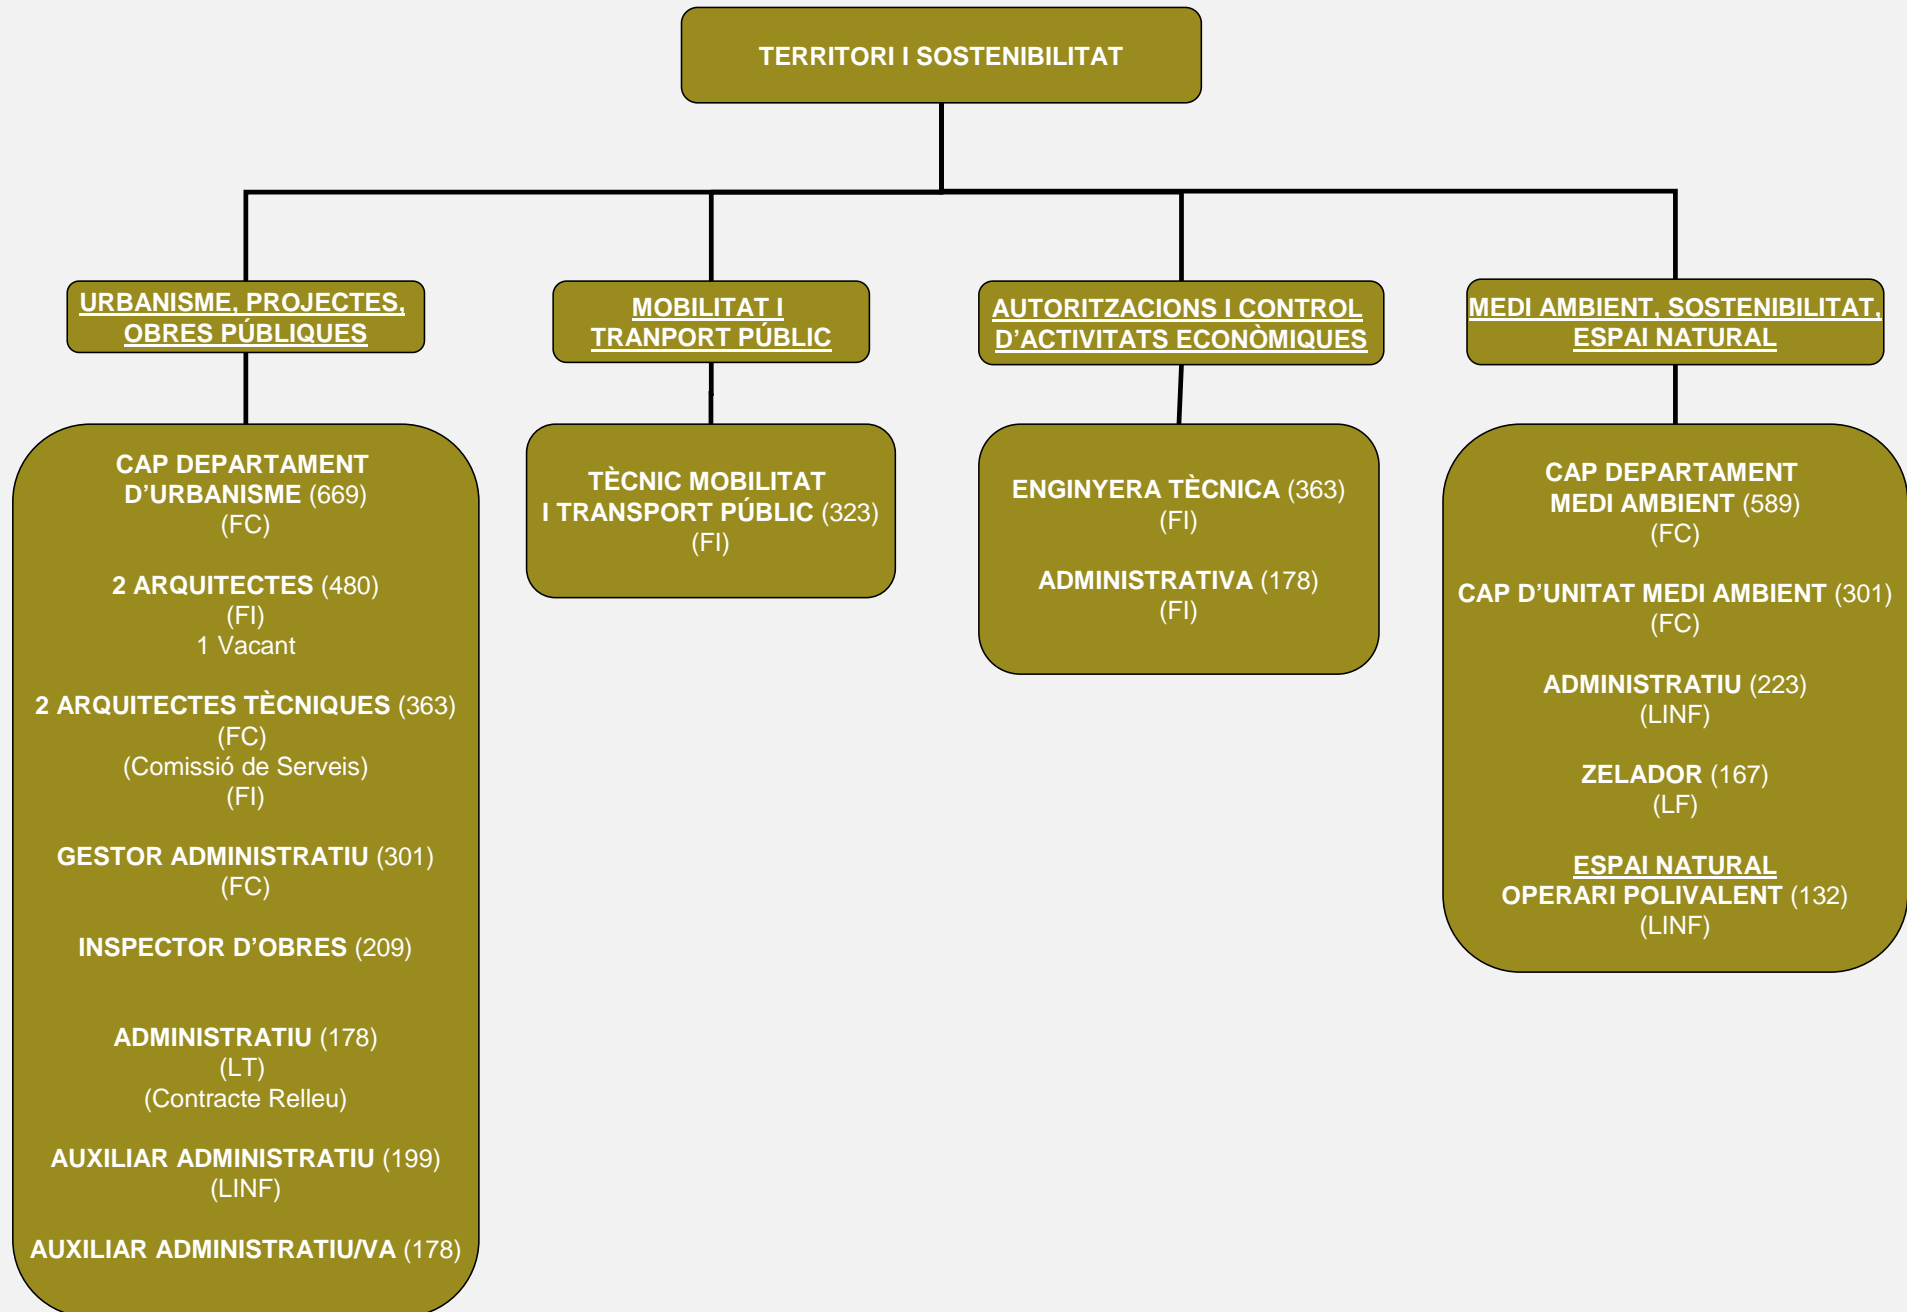 TERRITORI I SOSTENIBILITAT
URBANISME, PROJECTES,
OBRES PÚBLIQUES
MOBILITAT I
TRANPORT PÚBLIC
AUTORITZACIONS I CONTROL
D’ACTIVITATS ECONÒMIQUES
MEDI AMBIENT, SOSTENIBILITAT,
ESPAI NATURAL
CAP DEPARTAMENT
D’URBANISME (669)
(FC)
2 ARQUITECTES (480)
(FI)
1 Vacant
2 ARQUITECTES TÈCNIQUES (363)
(FC)
(Comissió de Serveis)
(FI)
GESTOR ADMINISTRATIU (301)
(FC)
INSPECTOR D’OBRES (209)
ADMINISTRATIU (178)
(LT)
(Contracte Relleu)
AUXILIAR ADMINISTRATIU (199)
(LINF)
AUXILIAR ADMINISTRATIU/VA (178)
TÈCNIC MOBILITAT
I TRANSPORT PÚBLIC (323)
(FI)
ENGINYERA TÈCNICA (363)
(FI)
ADMINISTRATIVA (178)
(FI)
CAP DEPARTAMENT
MEDI AMBIENT (589)
(FC)
CAP D’UNITAT MEDI AMBIENT (301)
(FC)
ADMINISTRATIU (223)
(LINF)
ZELADOR (167)
(LF)
ESPAI NATURAL
OPERARI POLIVALENT (132)
(LINF)